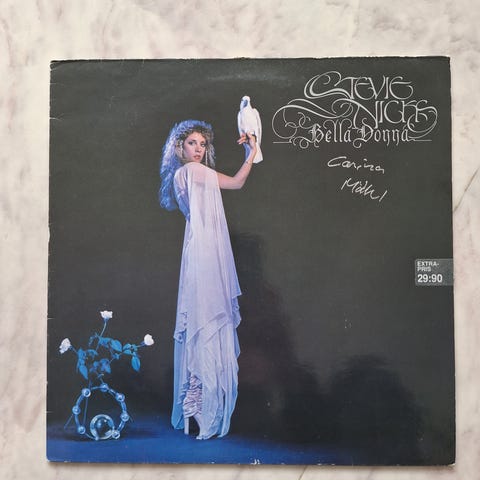 STEVIE
NICKS
Bella Donna
Carina
EXTRA-
PRIS
29:90